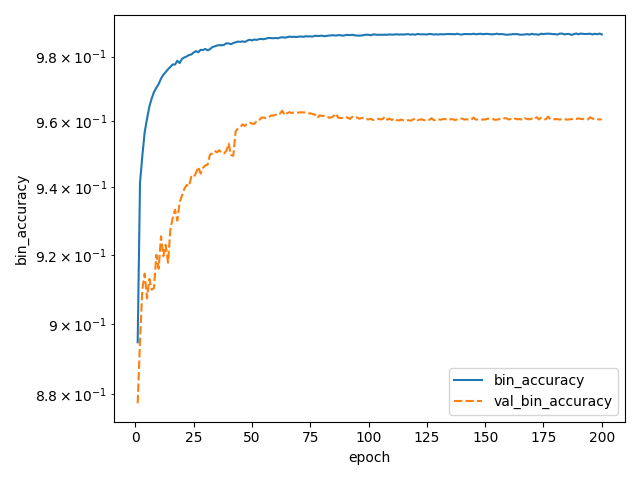 9.8 × 10⁻¹
9.6 × 10⁻¹
9.4 × 10⁻¹
9.2 × 10⁻¹
9 × 10⁻¹
8.8 × 10⁻¹
bin_accuracy
bin_accuracy
val_bin_accuracy
0 25 50 75 100 125 150 175 200
epoch